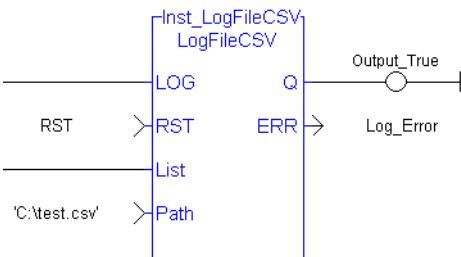 Inst_LogFileCSV
LogFileCSV
Output_True
LOG Q
RST RST ERR Log_Error
List
'C:\test.csv' Path